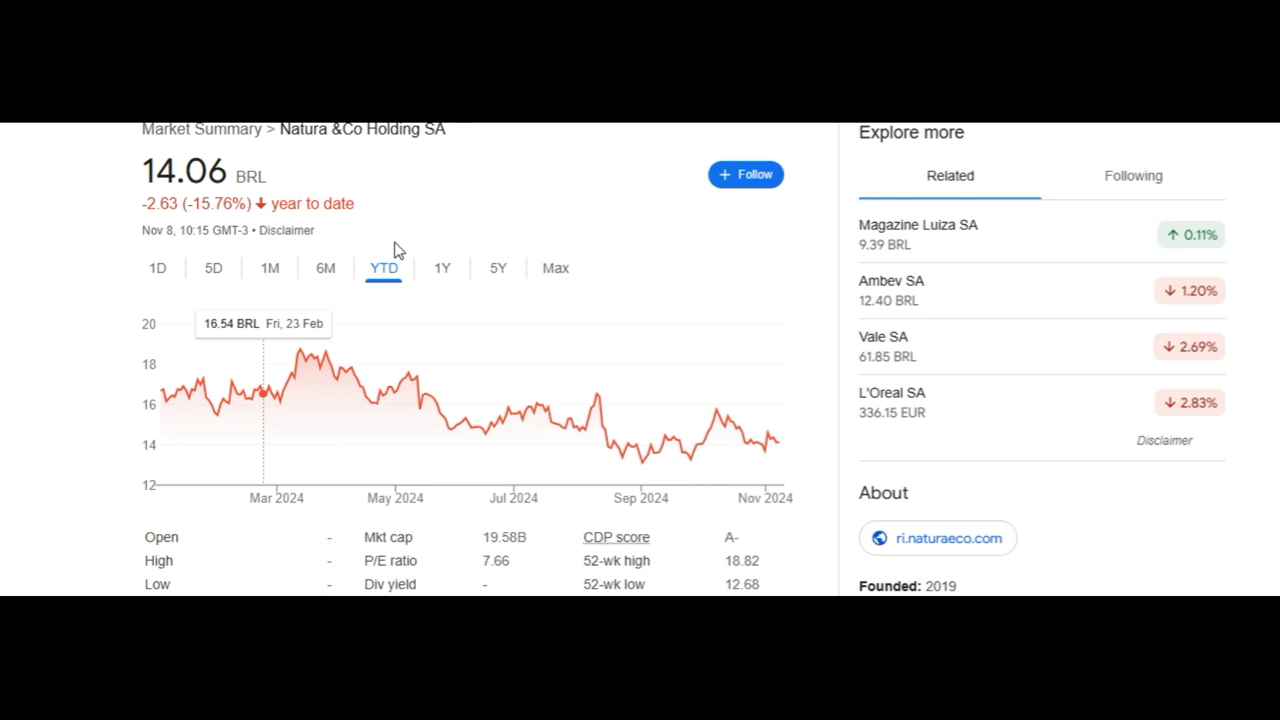 Market Summary > Natura &Co Holding SA
14.06 BRL
+ Follow
-2.63 (-15.76%) ↓ year to date
Nov 8, 10:15 GMT-3 • Disclaimer
1D 5D 1M 6M YTD 1Y 5Y Max
20
16.54 BRL Fri, 23 Feb
18
16
14
12
Mar 2024 May 2024 Jul 2024 Sep 2024 Nov 2024
Open - Mkt cap 19.58B CDP score A-
High - P/E ratio 7.66 52-wk high 18.82
Low - Div yield - 52-wk low 12.68
Explore more
Related Following
Magazine Luiza SA
9.39 BRL
↑ 0.11%
Ambev SA
12.40 BRL
↓ 1.20%
Vale SA
61.85 BRL
↓ 2.69%
L'Oreal SA
336.15 EUR
↓ 2.83%
Disclaimer
About
ri.naturaeco.com
Founded: 2019